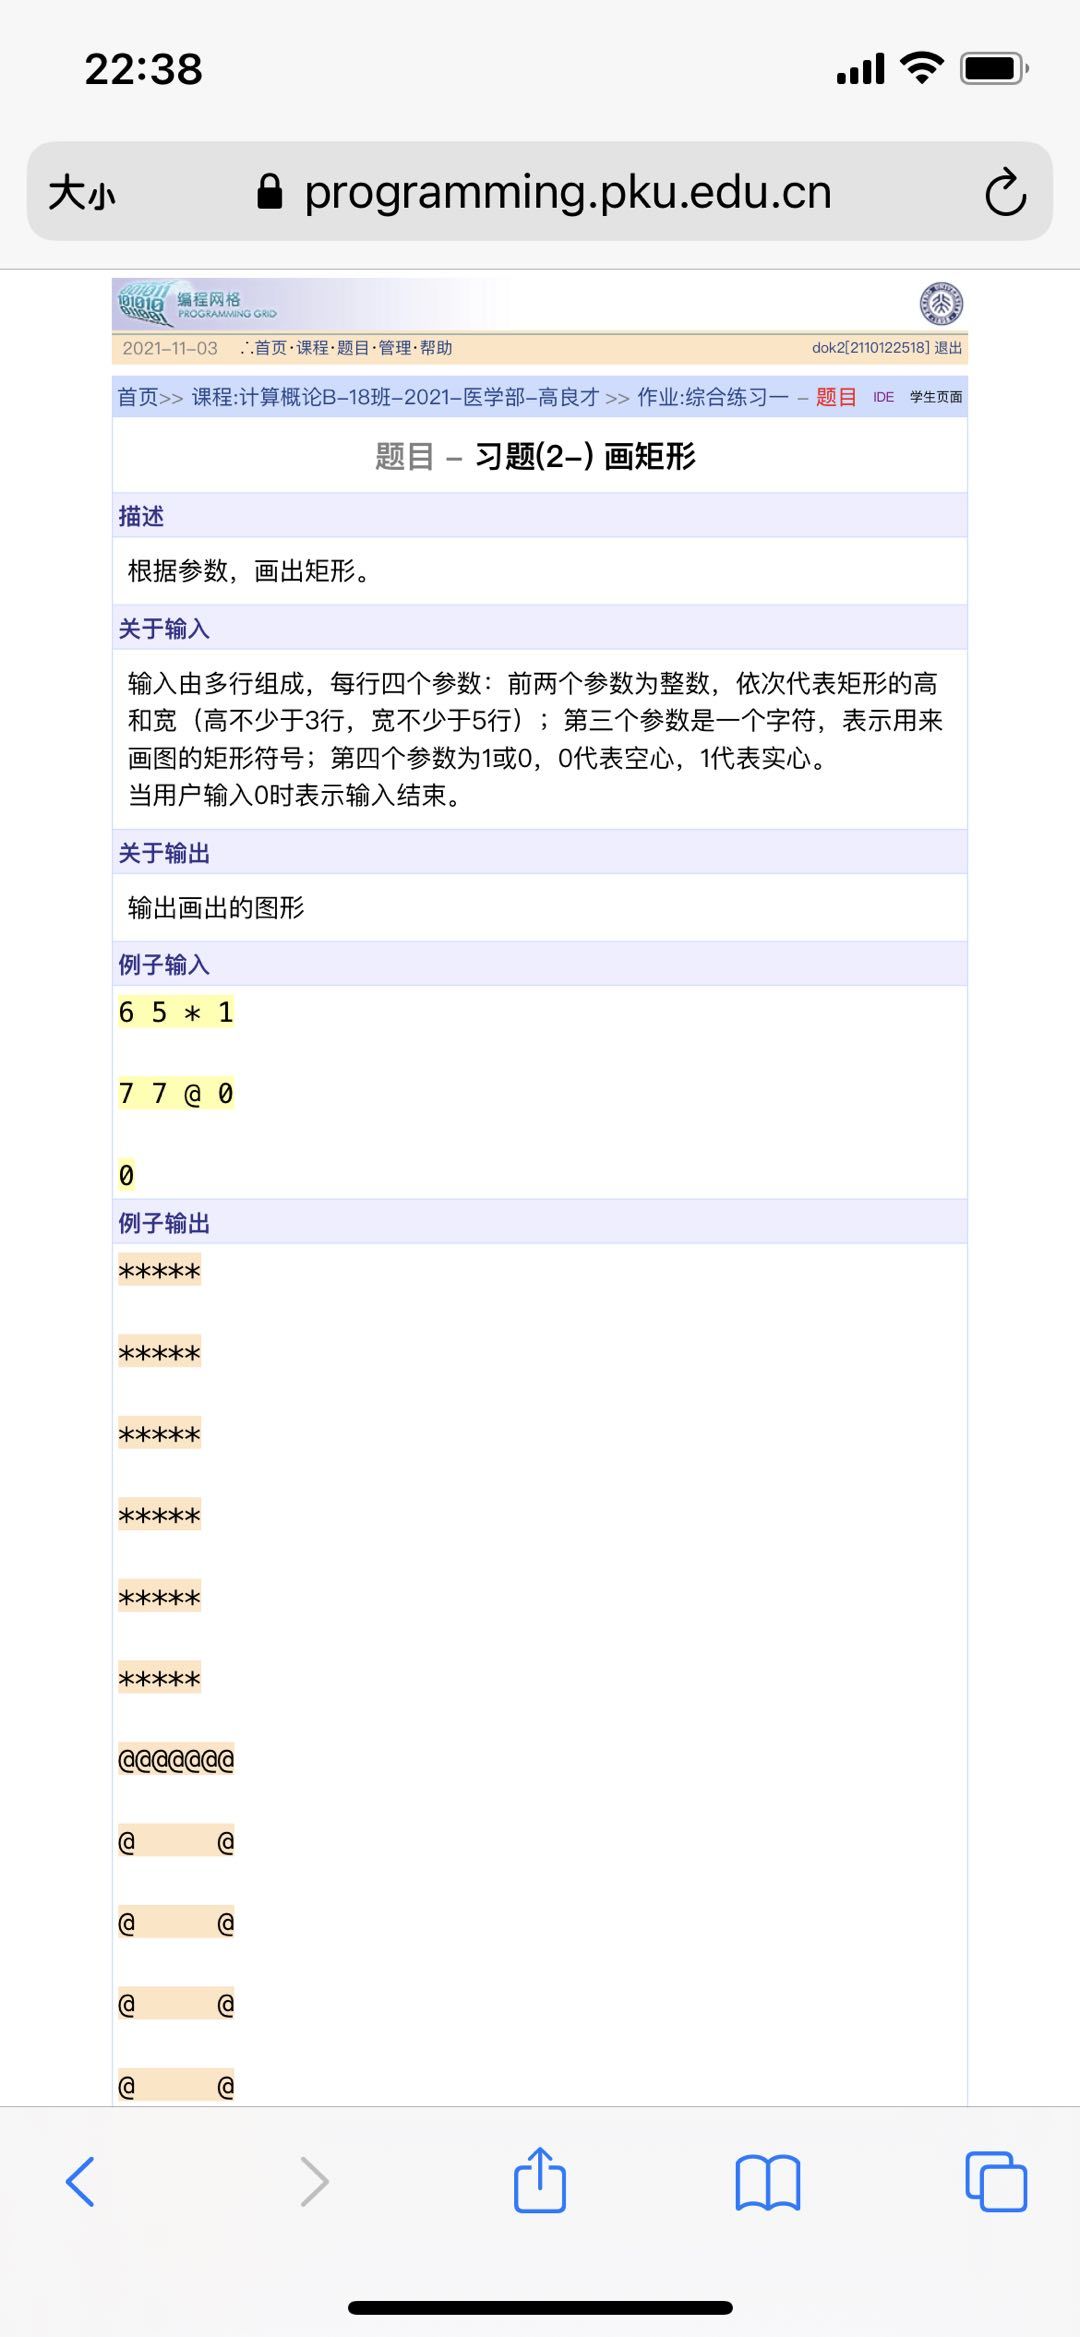 22:38
大小 programming.pku.edu.cn
编程网格
PROGRAMMING GRID
2021-11-03 ∴首页·课程·题目·管理·帮助 dok2[2110122518] 退出
首页>> 课程:计算概论B-18班-2021-医学部-高良才 >> 作业:综合练习一 - 题目 IDE 学生页面
题目 - 习题(2-) 画矩形
描述
根据参数，画出矩形。
关于输入
输入由多行组成，每行四个参数：前两个参数为整数，依次代表矩形的高
和宽（高不少于3行，宽不少于5行）；第三个参数是一个字符，表示用来
画图的矩形符号；第四个参数为1或0，0代表空心，1代表实心。
当用户输入0时表示输入结束。
关于输出
输出画出的图形
例子输入
6 5 * 1
7 7 @ 0
0
例子输出
*****
*****
*****
*****
*****
*****
@@@@@@@
@     @
@     @
@     @
@     @